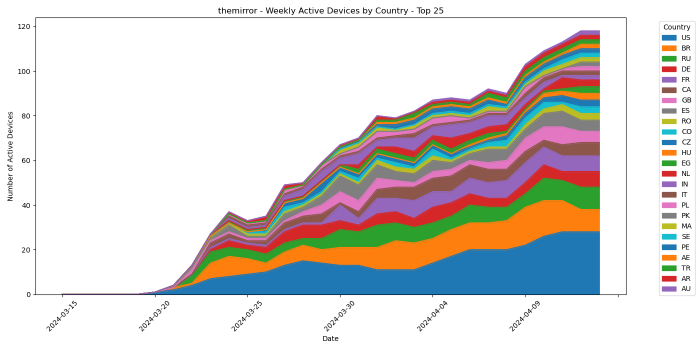 themirror - Weekly Active Devices by Country - Top 25
Number of Active Devices
120
100
80
60
40
20
0
2024-03-15
2024-03-20
2024-03-25
2024-03-30
2024-04-04
2024-04-09
Date
Country
US
BR
RU
DE
FR
CA
GB
ES
RO
CO
CZ
HU
EG
NL
IN
IT
PL
PK
MA
SE
PE
AE
TR
AR
AU